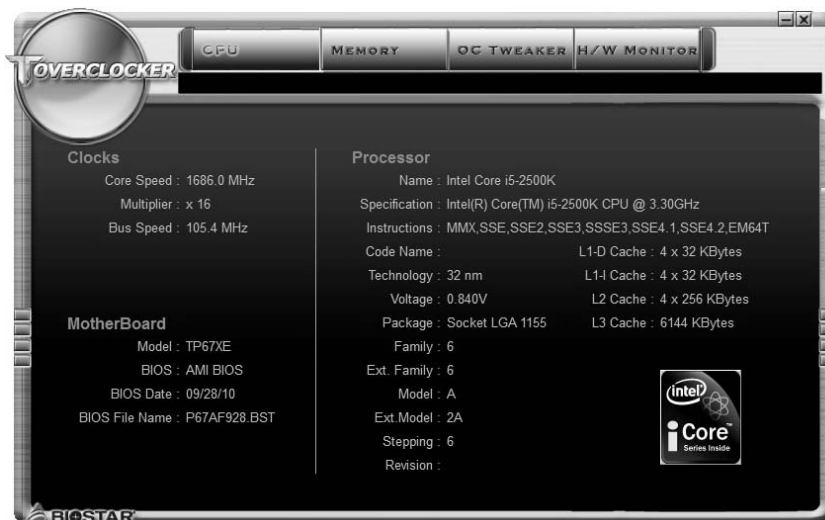 CPU
MEMORY
OC TWEAKER
H/W MONITOR
TOVERCLOCKER
Clocks
Core Speed : 1686.0 MHz
Multiplier : x 16
Bus Speed : 105.4 MHz
MotherBoard
Model : TP67XE
BIOS : AMI BIOS
BIOS Date : 09/28/10
BIOS File Name : P67AF928.BST
Processor
Name : Intel Core i5-2500K
Specification : Intel(R) Core(TM) i5-2500K CPU @ 3.30GHz
Instructions : MMX,SSE,SSE2,SSE3,SSSE3,SSE4.1,SSE4.2,EM64T
Code Name :
L1-D Cache : 4 x 32 KBytes
Technology : 32 nm
L1-I Cache : 4 x 32 KBytes
Voltage : 0.840V
L2 Cache : 4 x 256 KBytes
Package : Socket LGA 1155
L3 Cache : 6144 KBytes
Family : 6
Ext. Family : 6
Model : A
Ext.Model : 2A
Stepping : 6
Revision :
intel
Core™
Series Inside
BIOSTAR